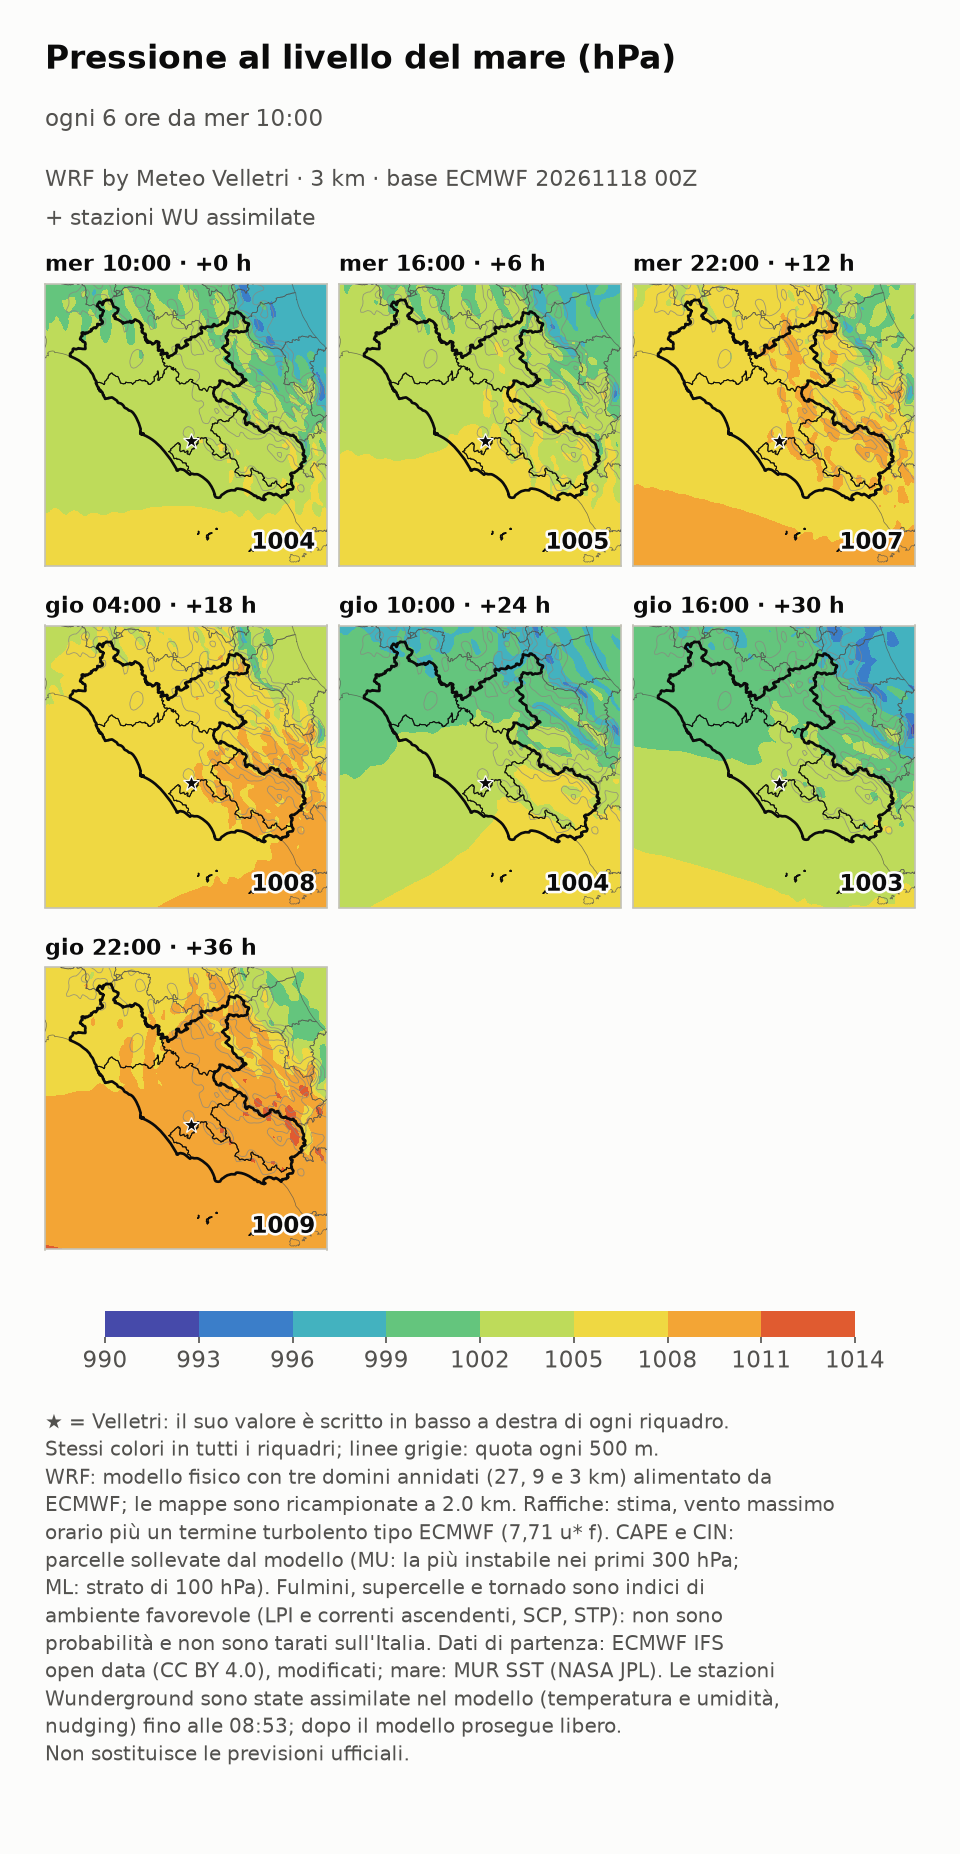 Pressione al livello del mare (hPa)
ogni 6 ore da mer 10:00
WRF by Meteo Velletri · 3 km · base ECMWF 20261118 00Z
+ stazioni WU assimilate
mer 10:00 · +0 h
mer 16:00 · +6 h
mer 22:00 · +12 h
1004
1005
1007
gio 04:00 · +18 h
gio 10:00 · +24 h
gio 16:00 · +30 h
1008
1004
1003
gio 22:00 · +36 h
1009
990 993 996 999 1002 1005 1008 1011 1014
★ = Velletri: il suo valore è scritto in basso a destra di ogni riquadro.
Stessi colori in tutti i riquadri; linee grigie: quota ogni 500 m.
WRF: modello fisico con tre domini annidati (27, 9 e 3 km) alimentato da
ECMWF; le mappe sono ricampionate a 2.0 km. Raffiche: stima, vento massimo
orario più un termine turbolento tipo ECMWF (7,71 u* f). CAPE e CIN:
parcelle sollevate dal modello (MU: la più instabile nei primi 300 hPa;
ML: strato di 100 hPa). Fulmini, supercelle e tornado sono indici di
ambiente favorevole (LPI e correnti ascendenti, SCP, STP): non sono
probabilità e non sono tarati sull'Italia. Dati di partenza: ECMWF IFS
open data (CC BY 4.0), modificati; mare: MUR SST (NASA JPL). Le stazioni
Wunderground sono state assimilate nel modello (temperatura e umidità,
nudging) fino alle 08:53; dopo il modello prosegue libero.
Non sostituisce le previsioni ufficiali.